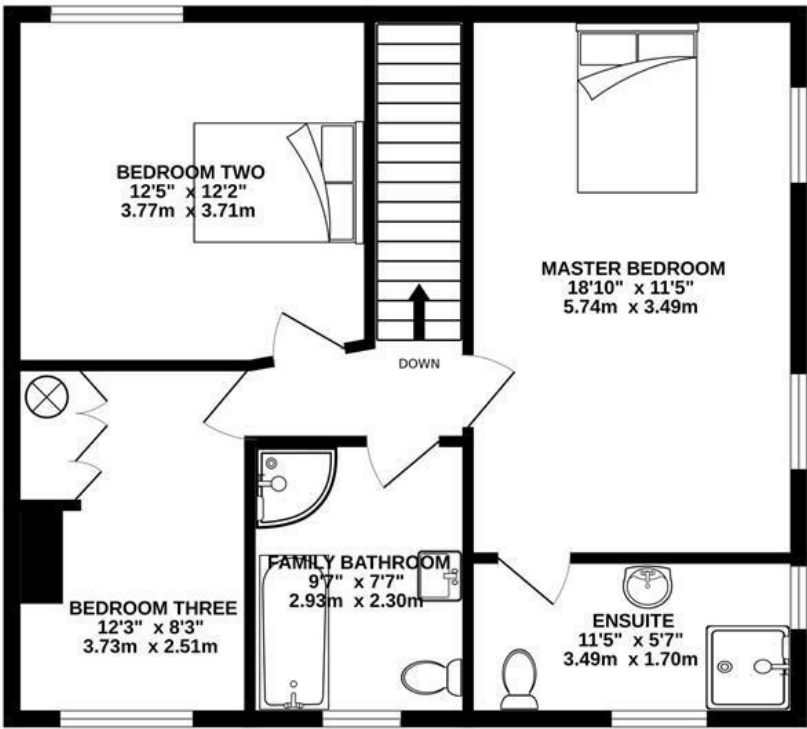 BEDROOM TWO
12'5" x 12'2"
3.77m x 3.71m
MASTER BEDROOM
18'10" x 11'5"
5.74m x 3.49m
DOWN
FAMILY BATHROOM
9'7" x 7'7"
2.93m x 2.30m
BEDROOM THREE
12'3" x 8'3"
3.73m x 2.51m
ENSUITE
11'5" x 5'7"
3.49m x 1.70m